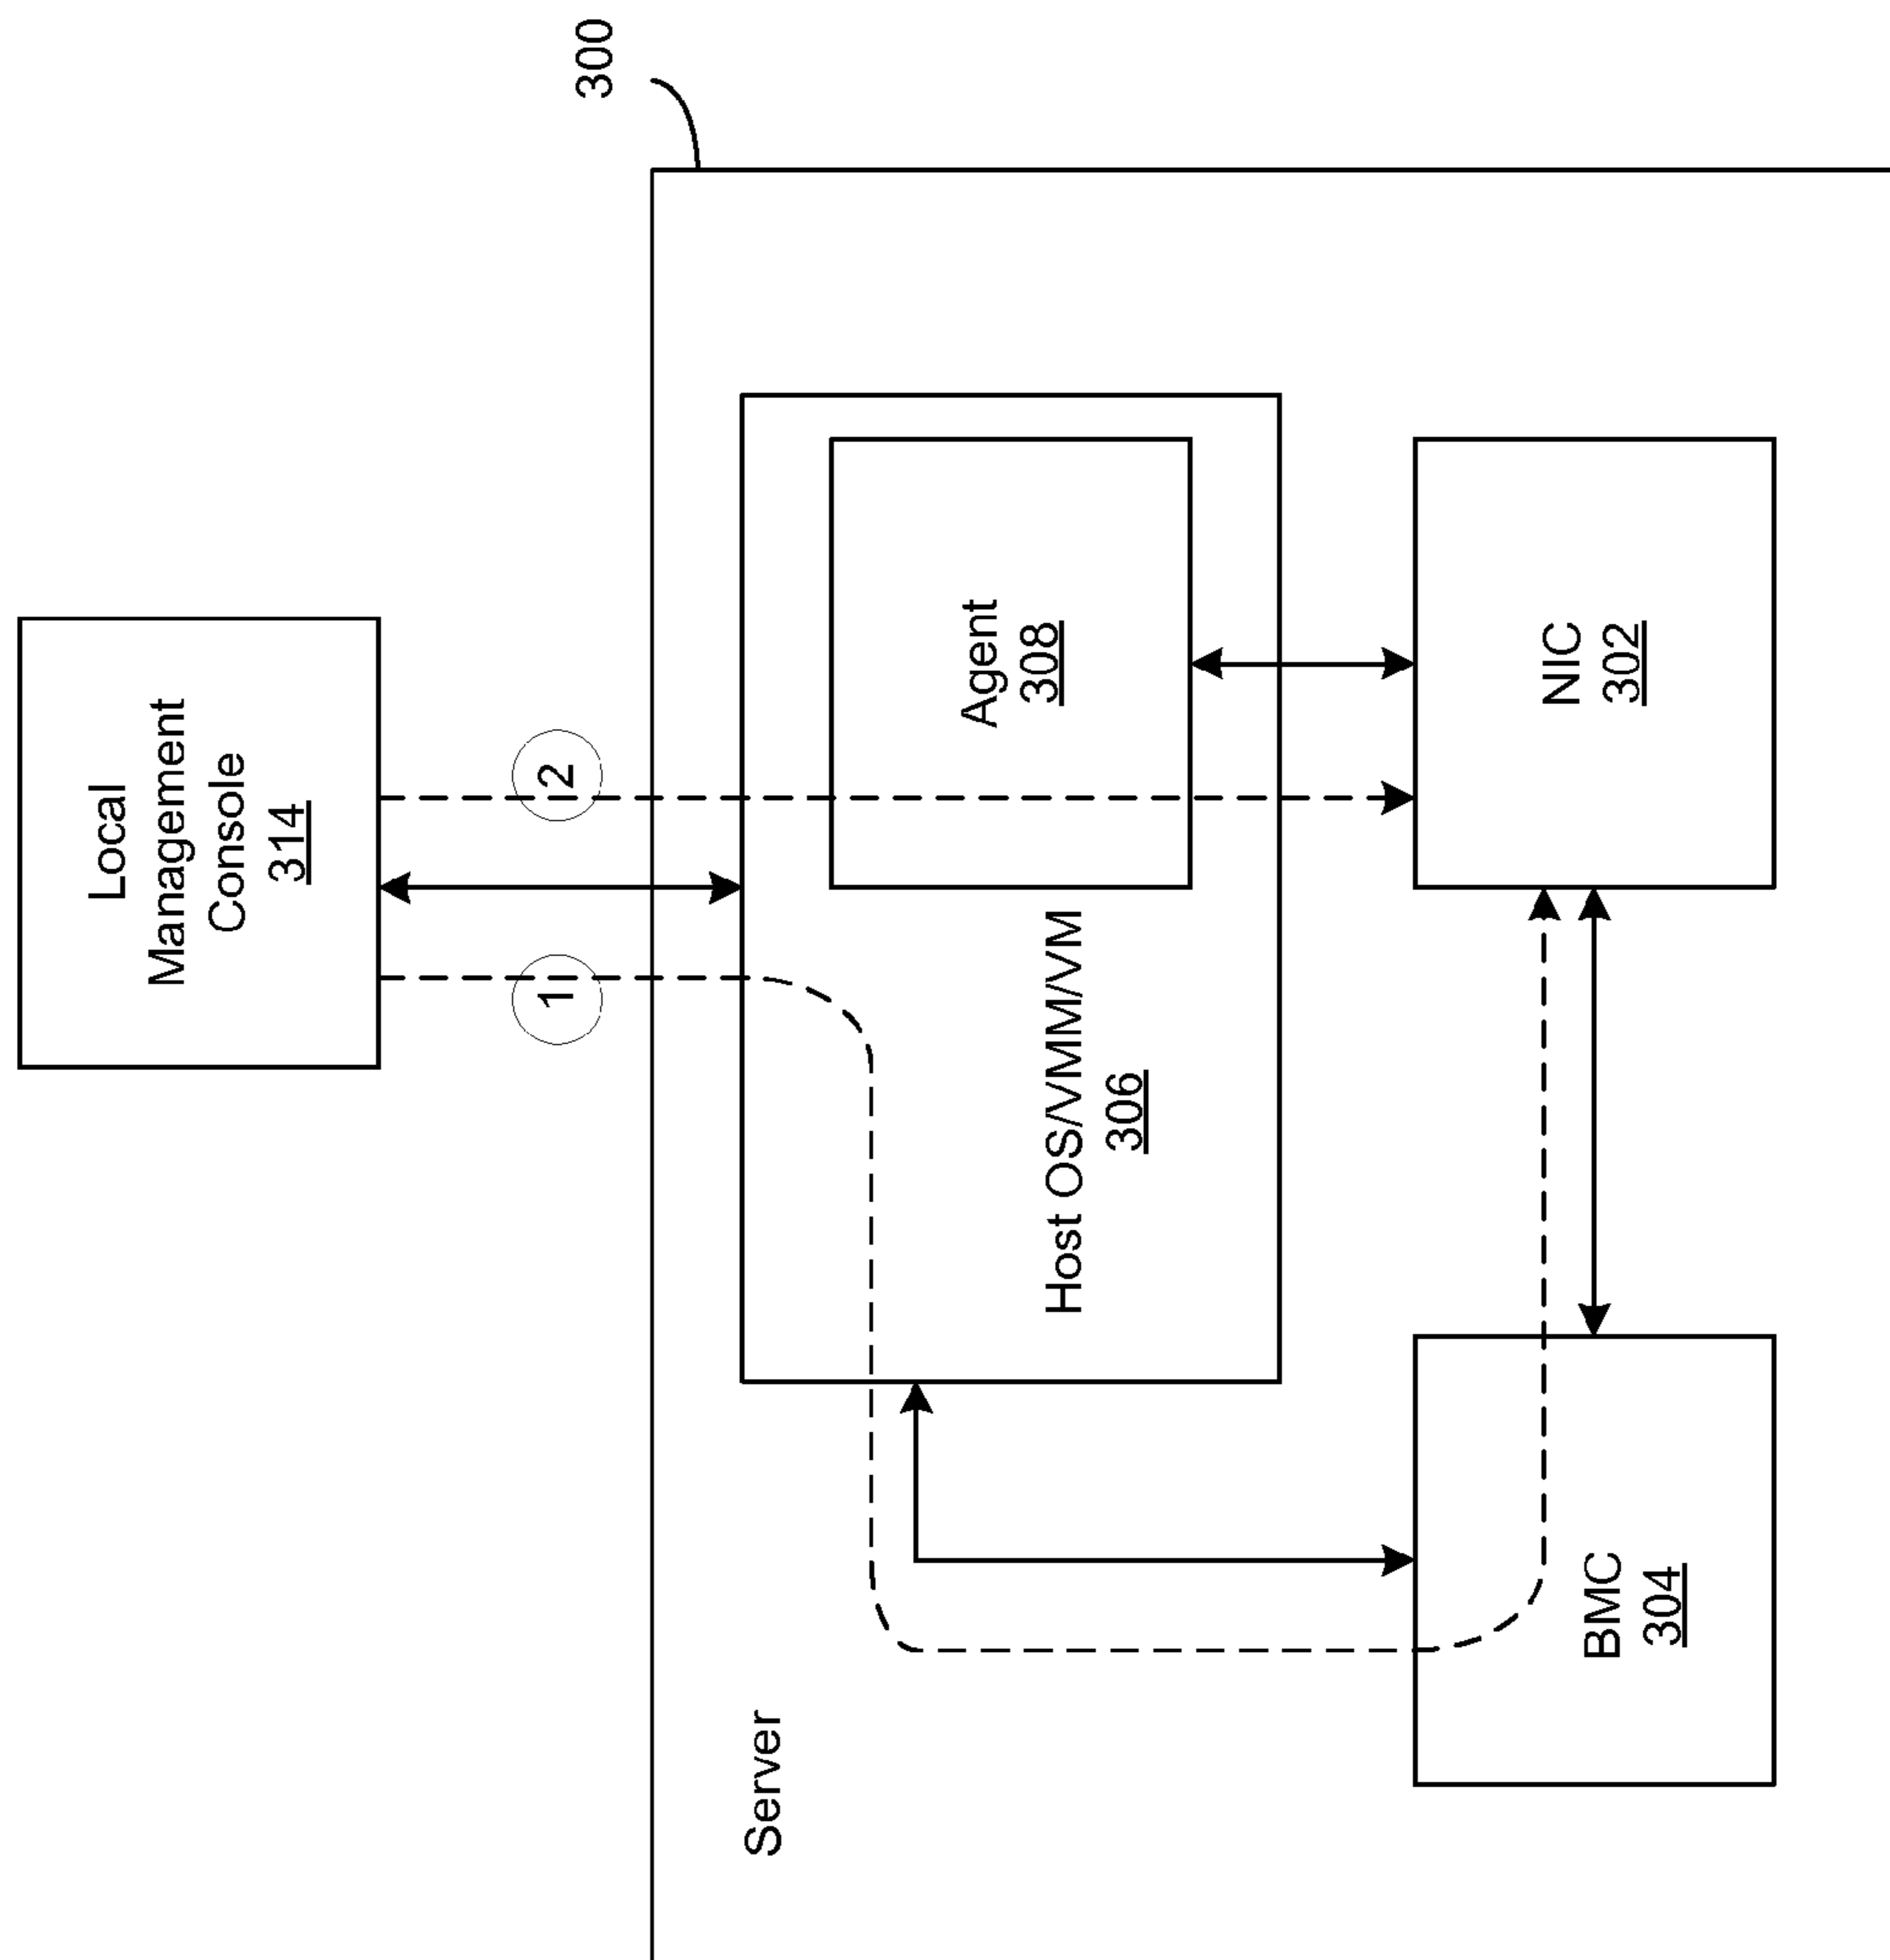 300
Local
Management
Console
314
1
2
Server
Host OS/VMM/VM
306
Agent
308
BMC
304
NIC
302